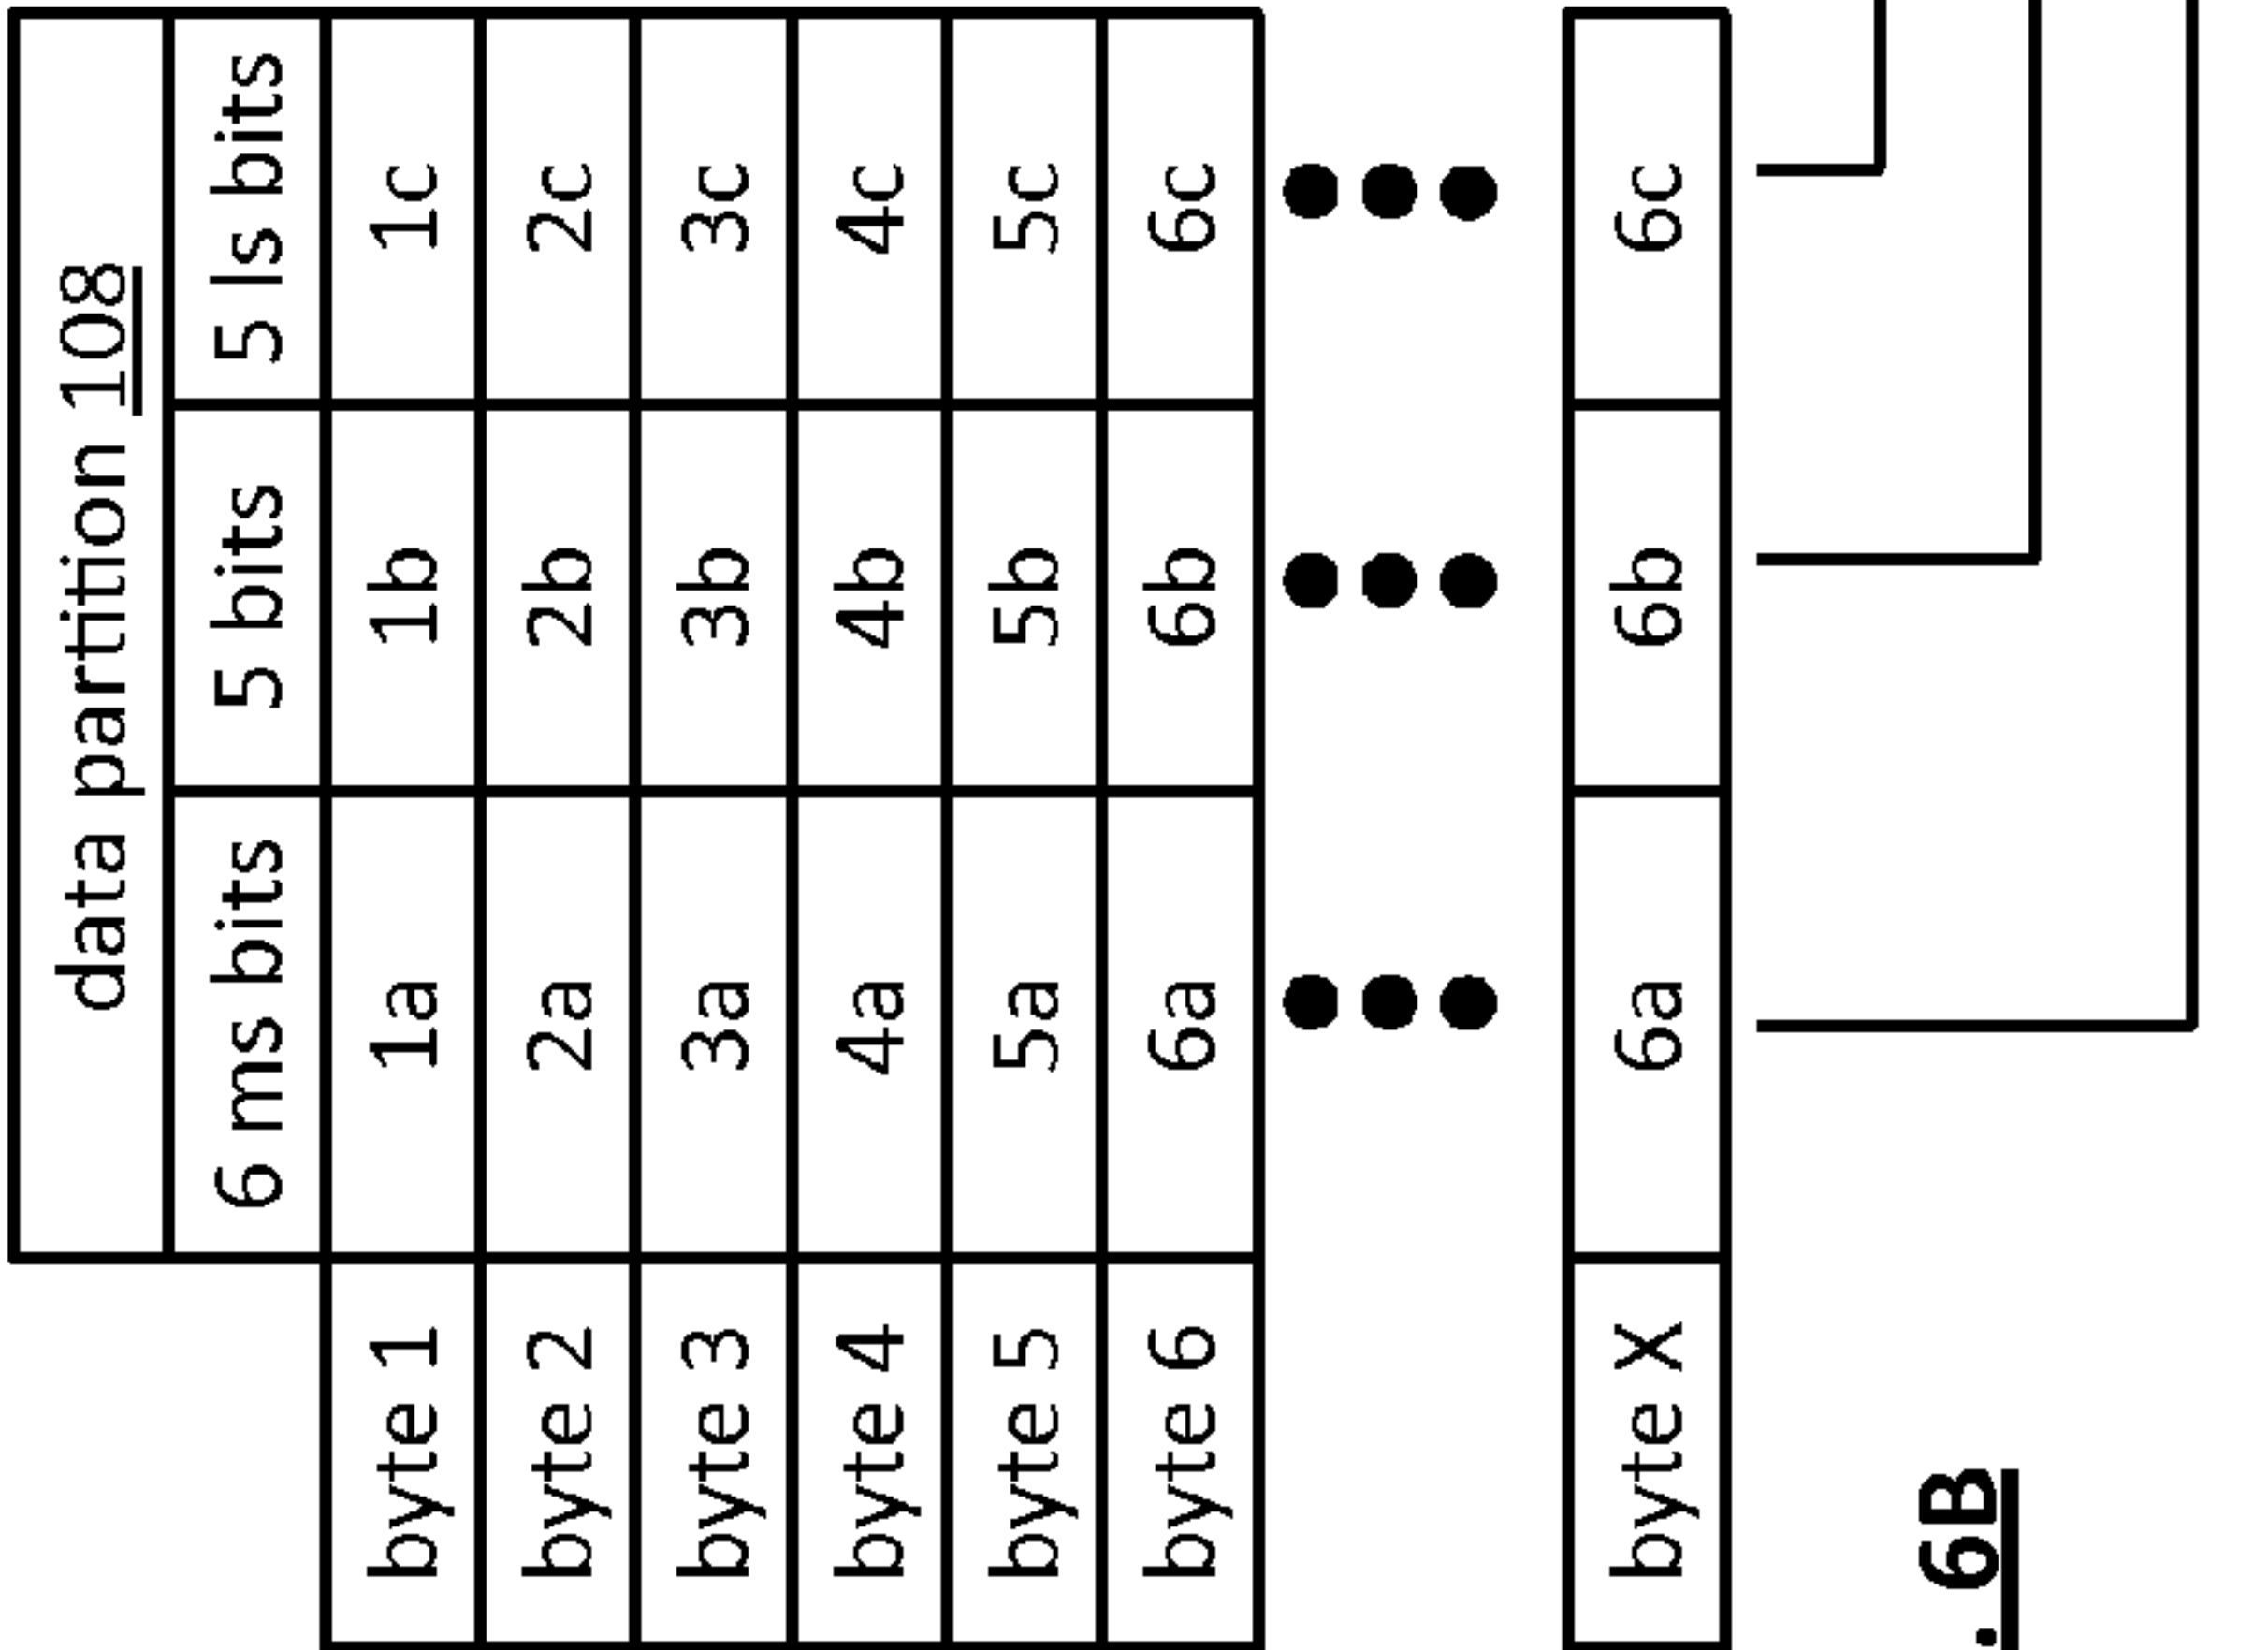 data partition 108
6 ms bits 5 bits 5 ls bits
byte 1 1a 1b 1c
byte 2 2a 2b 2c
byte 3 3a 3b 3c
byte 4 4a 4b 4c
byte 5 5a 5b 5c
byte 6 6a 6b 6c
byte X 6a 6b 6c
. 6B